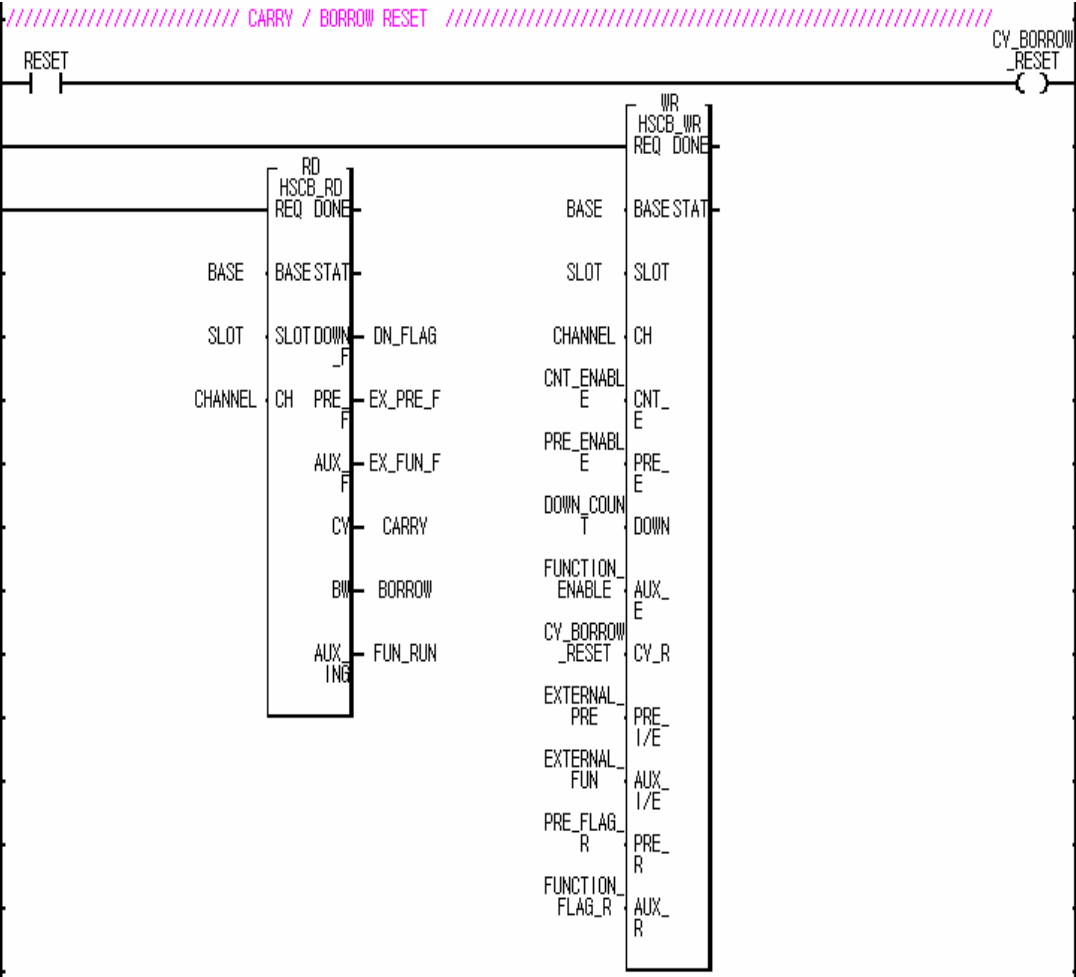 ////////////////////////// CARRY / BORROW RESET /////////////////////////////////////////////////////////////
CY_BORROW
_RESET
RESET
WR
HSCB_WR
REQ DONE
RD
HSCB_RD
REQ DONE
BASE BASE STAT
BASE BASE STAT
SLOT SLOT
SLOT SLOT DOWN
_F DN_FLAG
CHANNEL CH
CHANNEL CH PRE_
F EX_PRE_F
CNT_ENABL
E CNT_
E
AUX_
F EX_FUN_F
PRE_ENABL
E PRE_
E
CY CARRY
DOWN_COUN
T DOWN
BW BORROW
FUNCTION_
ENABLE AUX_
E
AUX_
ING FUN_RUN
CY_BORROW
_RESET CY_R
EXTERNAL_
PRE PRE_
I/E
EXTERNAL_
FUN AUX_
I/E
PRE_FLAG_
R PRE_
R
FUNCTION_
FLAG_R AUX_
R